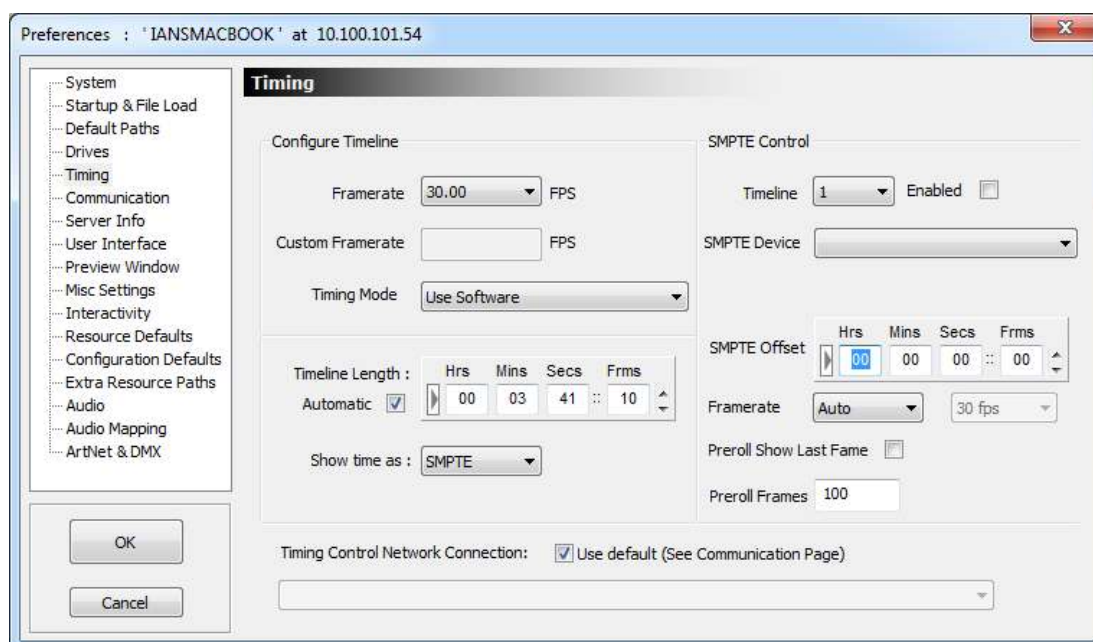 Preferences : ' IANSMACBOOK ' at 10.100.101.54
System
Startup & File Load
Default Paths
Drives
Timing
Communication
Server Info
User Interface
Preview Window
Misc Settings
Interactivity
Resource Defaults
Configuration Defaults
Extra Resource Paths
Audio
Audio Mapping
ArtNet & DMX
OK
Cancel
Timing
Configure Timeline
Framerate 30.00 FPS
Custom Framerate FPS
Timing Mode Use Software
Timeline Length :
Automatic
Hrs Mins Secs Frms
00 03 41 :: 10
Show time as : SMPTE
SMPTE Control
Timeline 1 Enabled
SMPTE Device
SMPTE Offset
Hrs Mins Secs Frms
00 00 00 :: 00
Framerate Auto 30 fps
Preroll Show Last Fame
Preroll Frames 100
Timing Control Network Connection: Use default (See Communication Page)